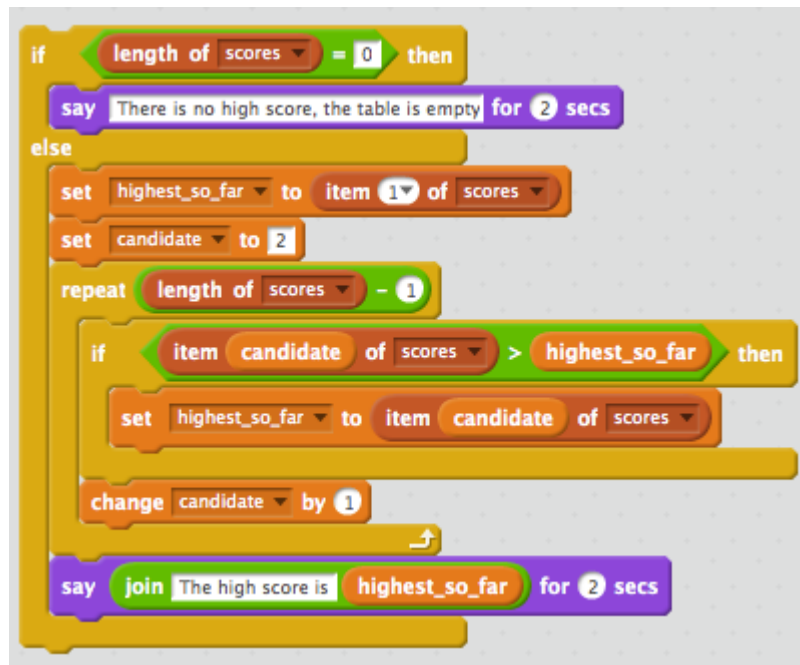 if length of scores = 0 then
say There is no high score, the table is empty for 2 secs
else
set highest_so_far to item 1 of scores
set candidate to 2
repeat length of scores - 1
if item candidate of scores > highest_so_far then
set highest_so_far to item candidate of scores
change candidate by 1
say join The high score is highest_so_far for 2 secs